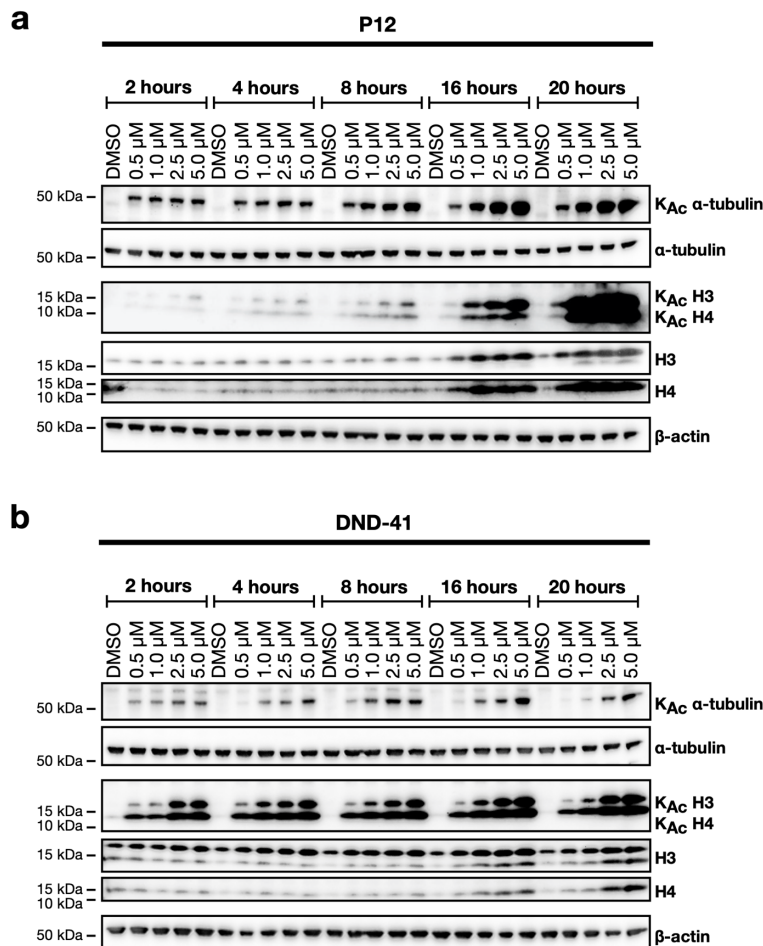 a
P12
2 hours 4 hours 8 hours 16 hours 20 hours
DMSO 0.5 µM 1.0 µM 2.5 µM 5.0 µM DMSO 0.5 µM 1.0 µM 2.5 µM 5.0 µM DMSO 0.5 µM 1.0 µM 2.5 µM 5.0 µM DMSO 0.5 µM 1.0 µM 2.5 µM 5.0 µM DMSO 0.5 µM 1.0 µM 2.5 µM 5.0 µM
50 kDa KAc α-tubulin
50 kDa α-tubulin
15 kDa KAc H3
10 kDa KAc H4
15 kDa H3
15 kDa H4
10 kDa
50 kDa β-actin
b
DND-41
2 hours 4 hours 8 hours 16 hours 20 hours
DMSO 0.5 µM 1.0 µM 2.5 µM 5.0 µM DMSO 0.5 µM 1.0 µM 2.5 µM 5.0 µM DMSO 0.5 µM 1.0 µM 2.5 µM 5.0 µM DMSO 0.5 µM 1.0 µM 2.5 µM 5.0 µM DMSO 0.5 µM 1.0 µM 2.5 µM 5.0 µM
50 kDa KAc α-tubulin
50 kDa α-tubulin
15 kDa KAc H3
10 kDa KAc H4
15 kDa H3
15 kDa H4
10 kDa
50 kDa β-actin